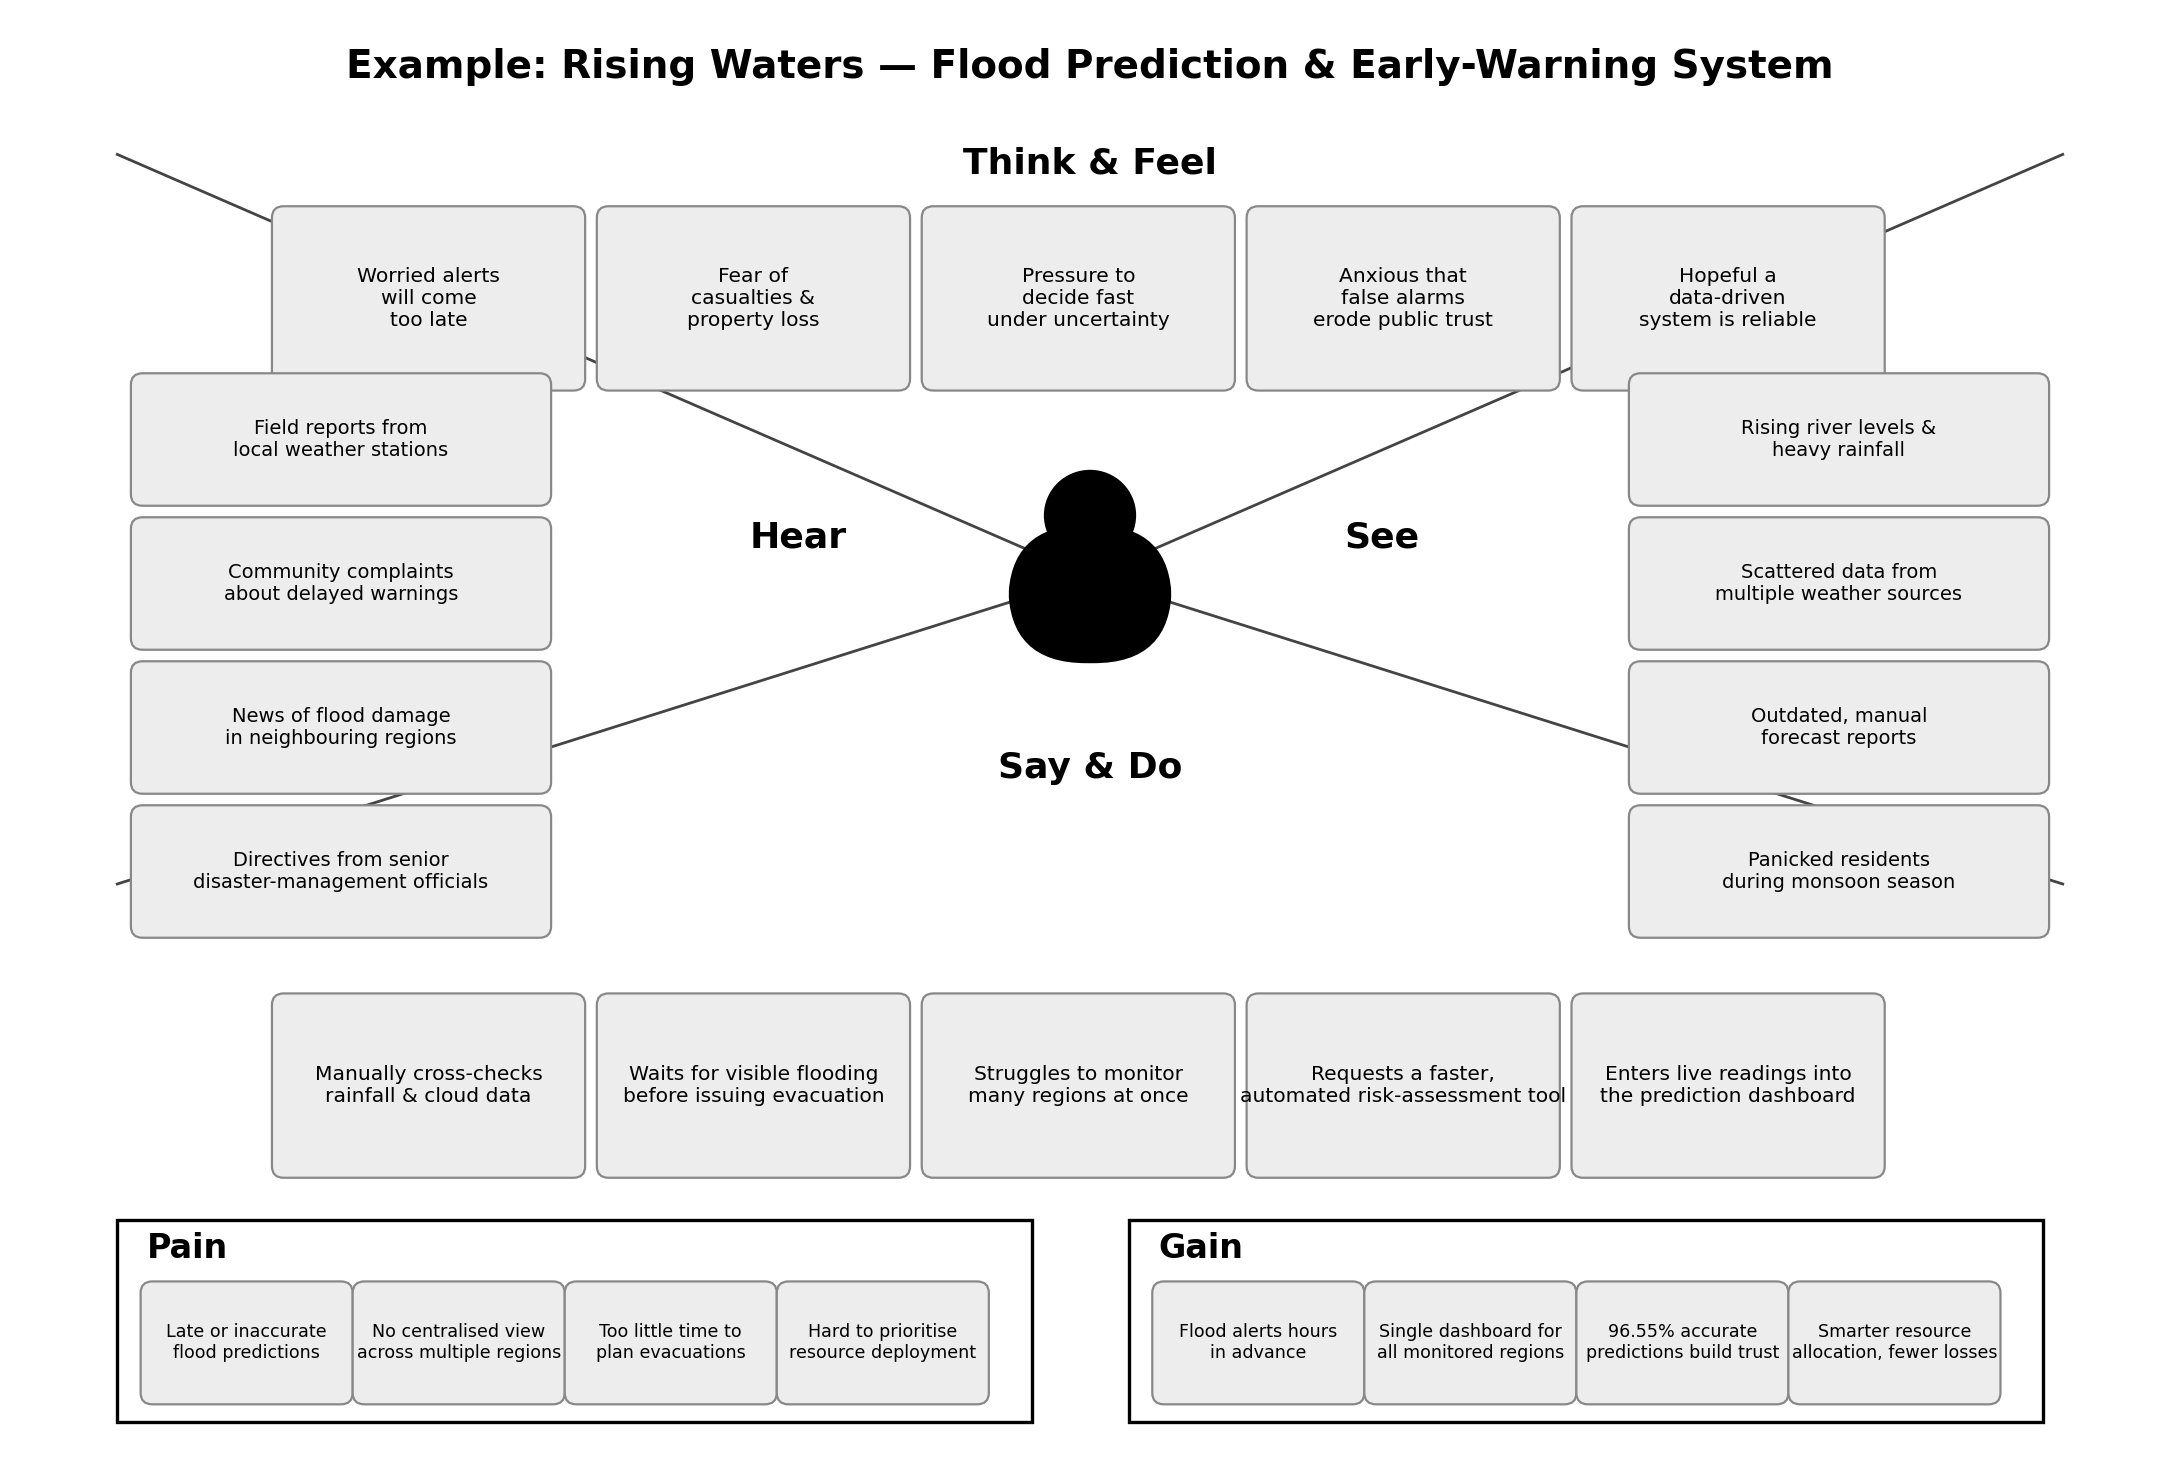 Example: Rising Waters — Flood Prediction & Early-Warning System
Think & Feel
Worried alerts
will come
too late
Fear of
casualties &
property loss
Pressure to
decide fast
under uncertainty
Anxious that
false alarms
erode public trust
Hopeful a
data-driven
system is reliable
Hear
Field reports from
local weather stations
Community complaints
about delayed warnings
News of flood damage
in neighbouring regions
Directives from senior
disaster-management officials
See
Rising river levels &
heavy rainfall
Scattered data from
multiple weather sources
Outdated, manual
forecast reports
Panicked residents
during monsoon season
Say & Do
Manually cross-checks
rainfall & cloud data
Waits for visible flooding
before issuing evacuation
Struggles to monitor
many regions at once
Requests a faster,
automated risk-assessment tool
Enters live readings into
the prediction dashboard
Pain
Late or inaccurate
flood predictions
No centralised view
across multiple regions
Too little time to
plan evacuations
Hard to prioritise
resource deployment
Gain
Flood alerts hours
in advance
Single dashboard for
all monitored regions
96.55% accurate
predictions build trust
Smarter resource
allocation, fewer losses